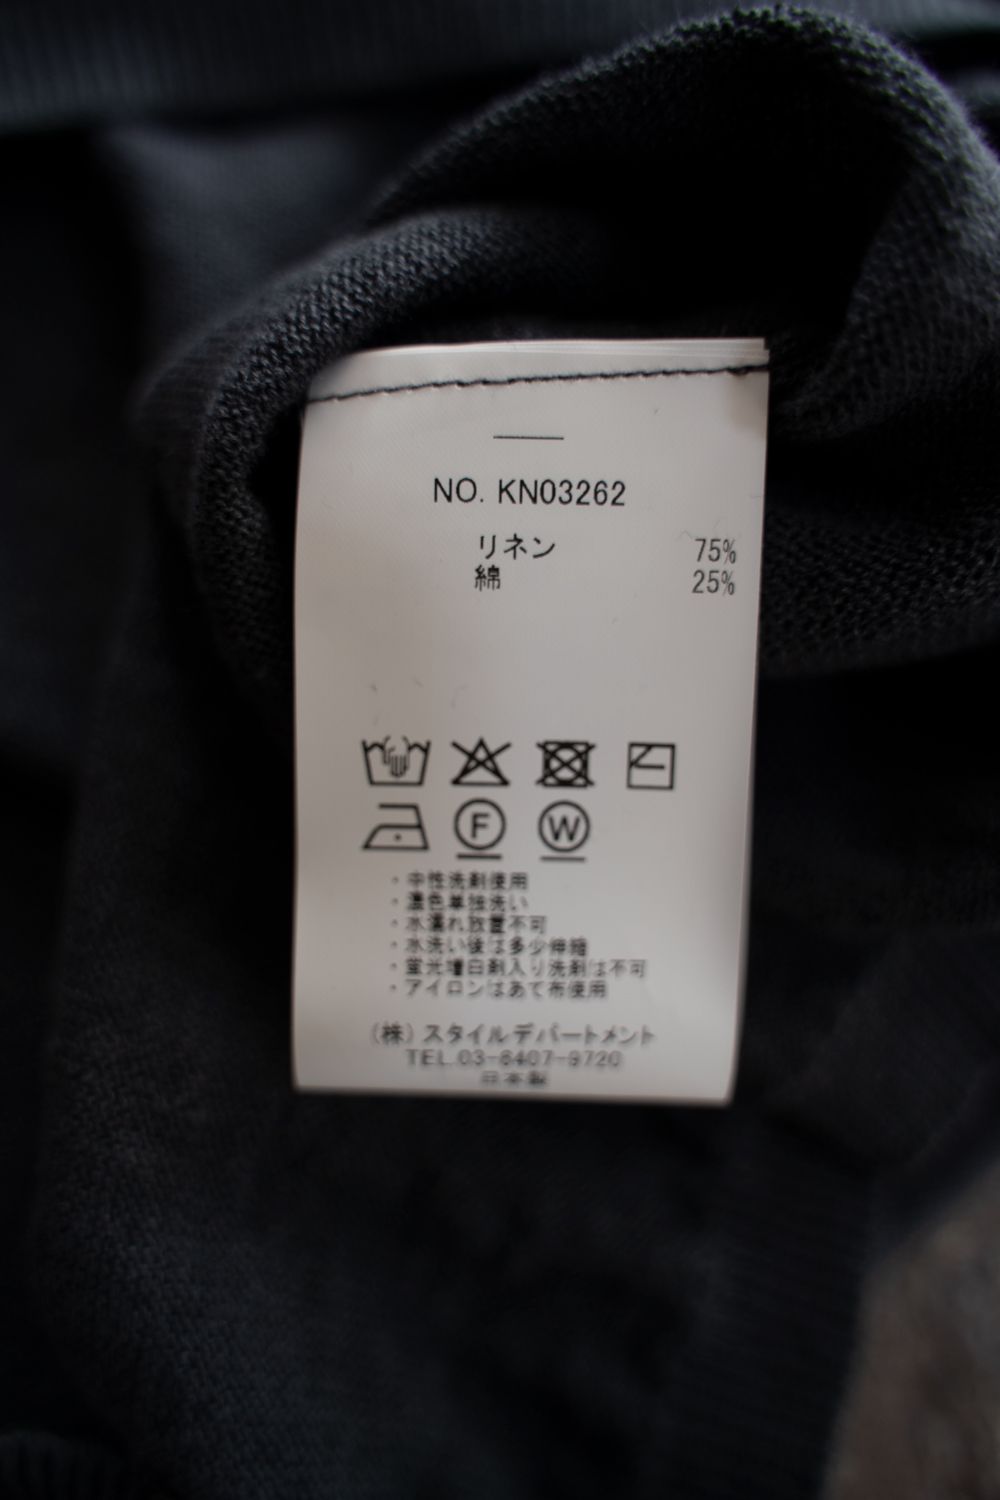 NO. KN03262
リネン 75%
綿 25%
F W
・中性洗剤使用
・濃色単独洗い
・水濡れ放置不可
・水洗い後は多少伸縮
・蛍光増白剤入り洗剤は不可
・アイロンはあて布使用
(株)スタイルデパートメント
TEL.03-6407-9720
日本製